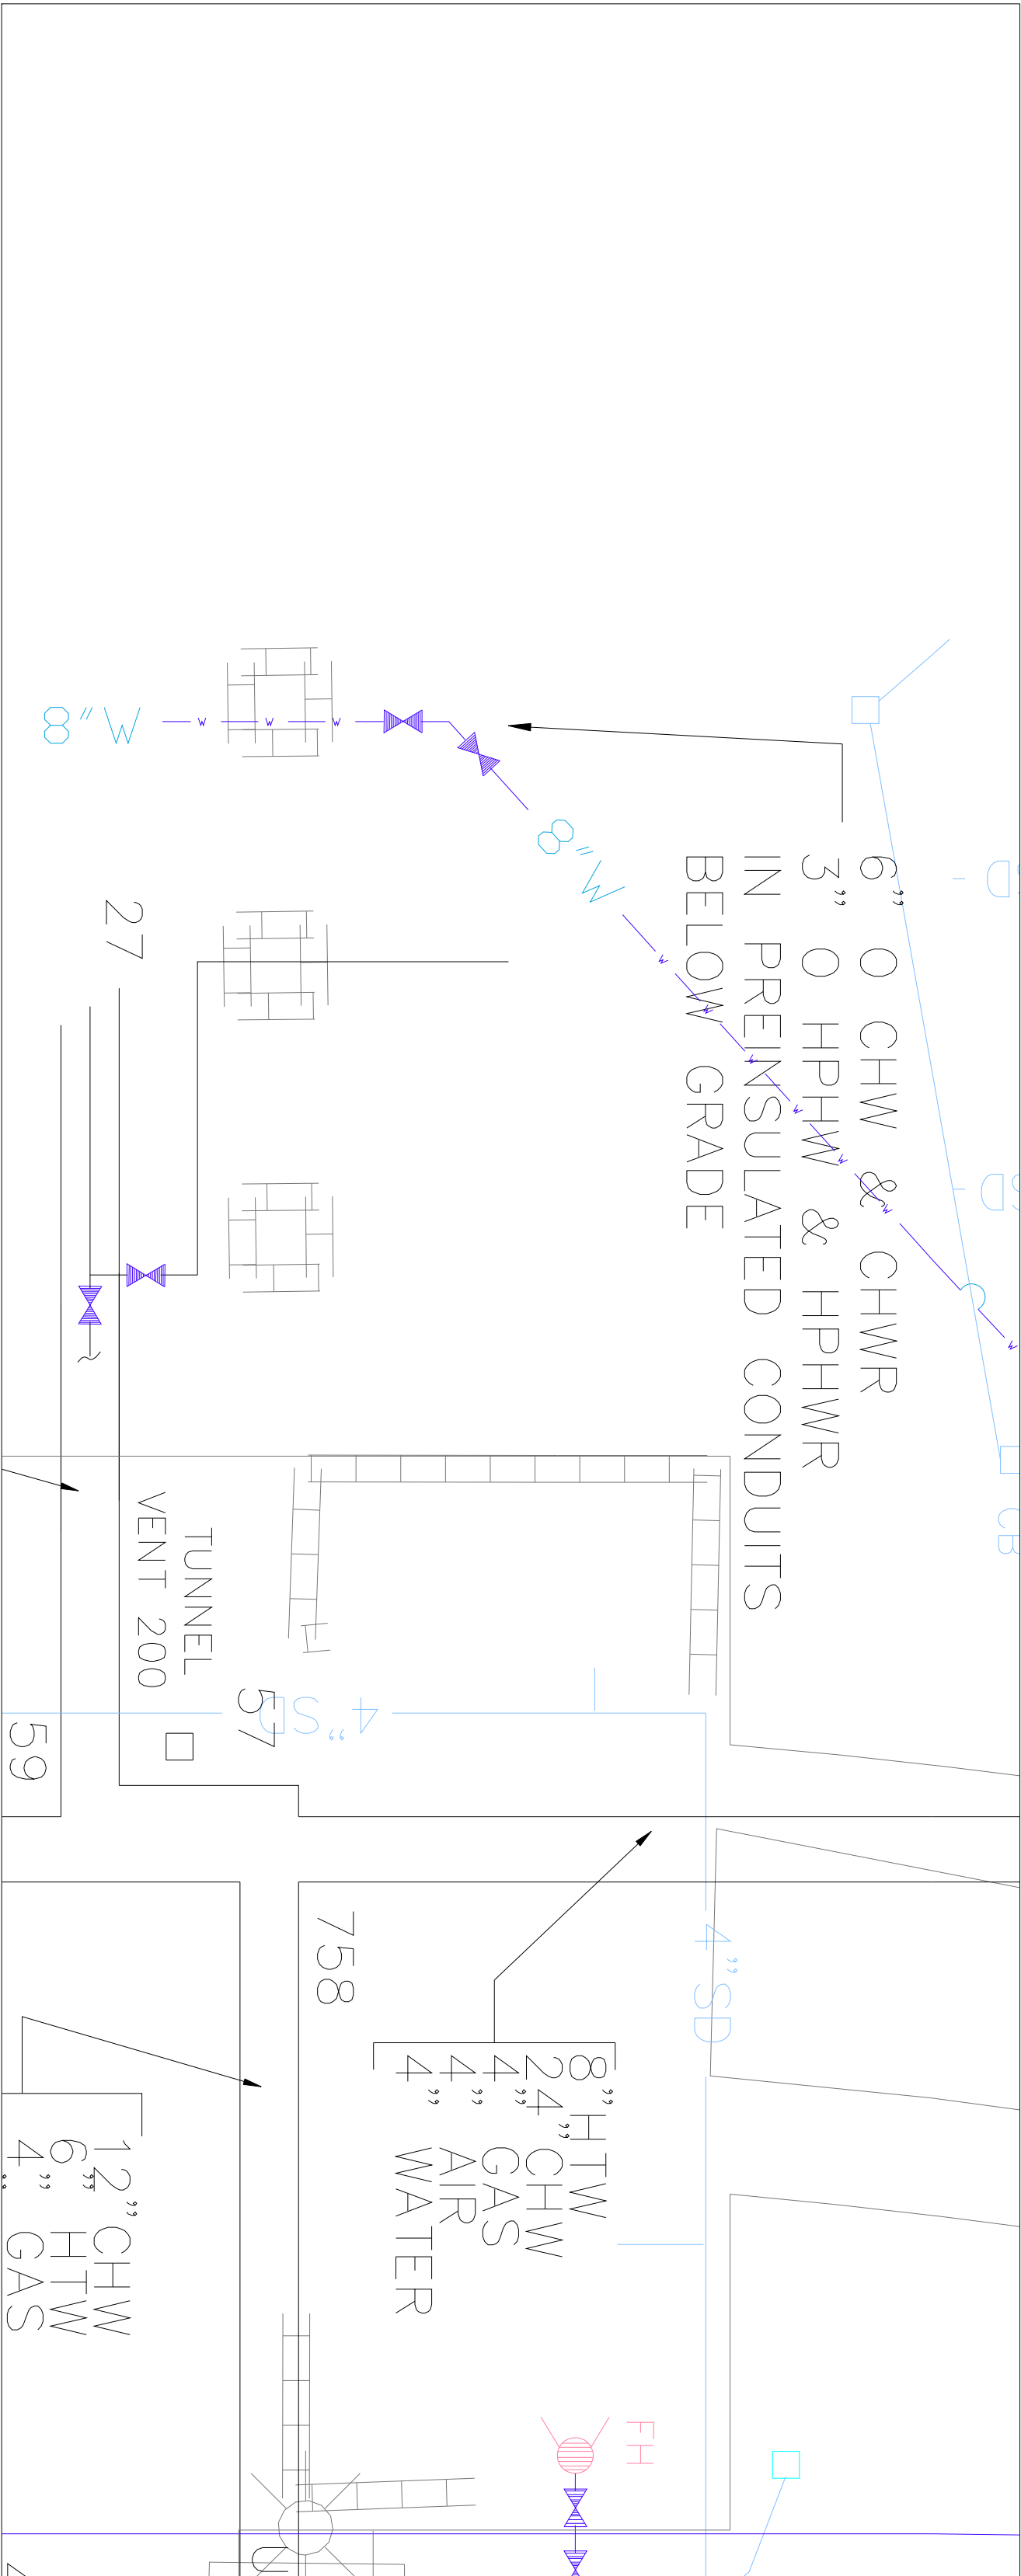 6" O CHW & CHWR
3" O HPHW & HPHWR
IN PREINSULATED CONDUITS
BELOW GRADE
8"W
8"W
W
W
W
W
W
W
W
W
W
W
27
SD
CB
TUNNEL
VENT 200
57
4"SD
59
758
4"SD
8"HTW
24" CHW
4" GAS
4" AIR
4" WATER
12"CHW
6" HTW
4" GAS
FH